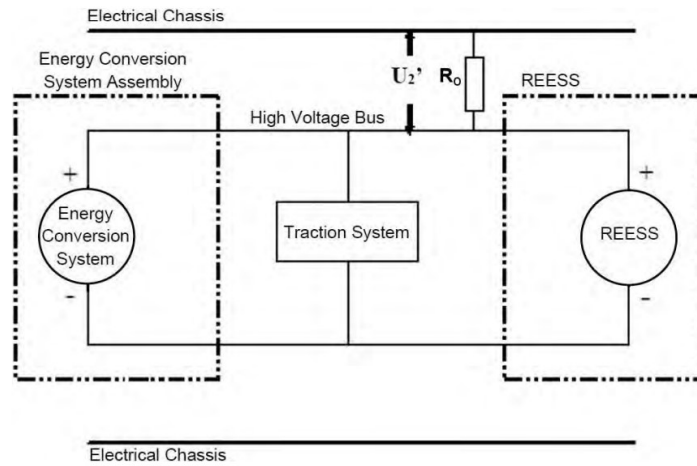 Electrical Chassis
Energy Conversion
System Assembly
U₂’
Rₒ
REESS
High Voltage Bus
+
+
Energy
Conversion
System
Traction System
REESS
-
-
Electrical Chassis